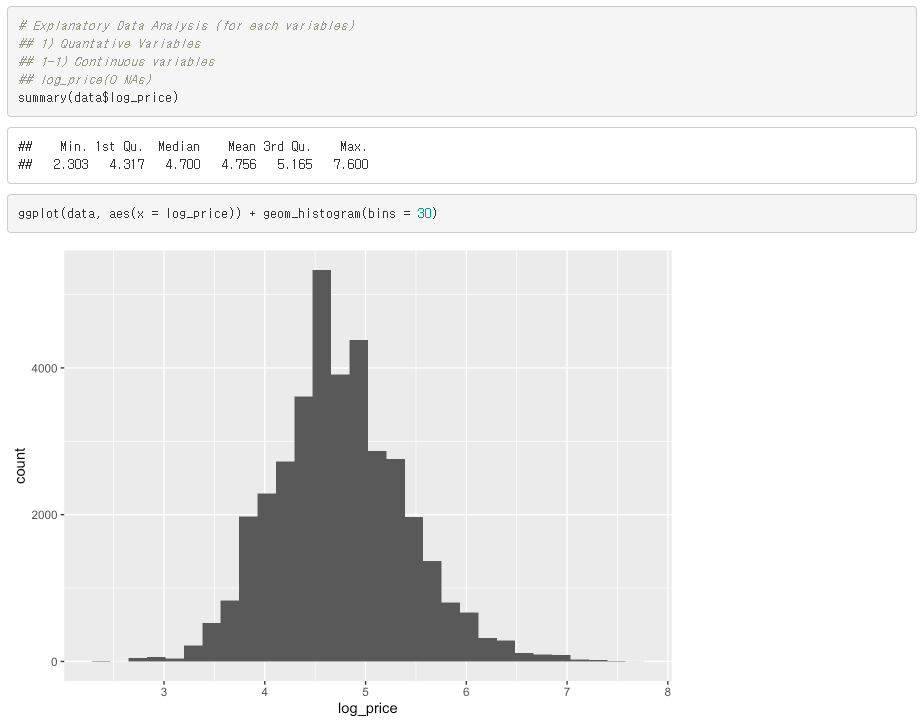 # Explanatory Data Analysis (for each variables)
## 1) Quantative Variables
## 1-1) Continuous variables
## log_price(0 NAs)
summary(data$log_price)
##    Min. 1st Qu.  Median    Mean 3rd Qu.    Max.
##   2.303   4.317   4.700   4.756   5.165   7.600
ggplot(data, aes(x = log_price)) + geom_histogram(bins = 30)
4000
count
2000
0
3 4 5 6 7 8
log_price